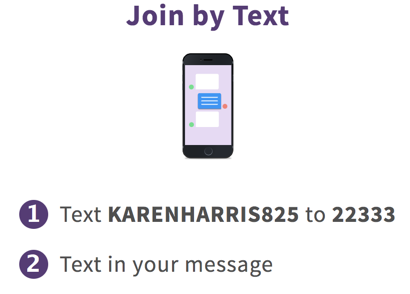 Join by Text
1 Text KARENHARRIS825 to 22333
2 Text in your message